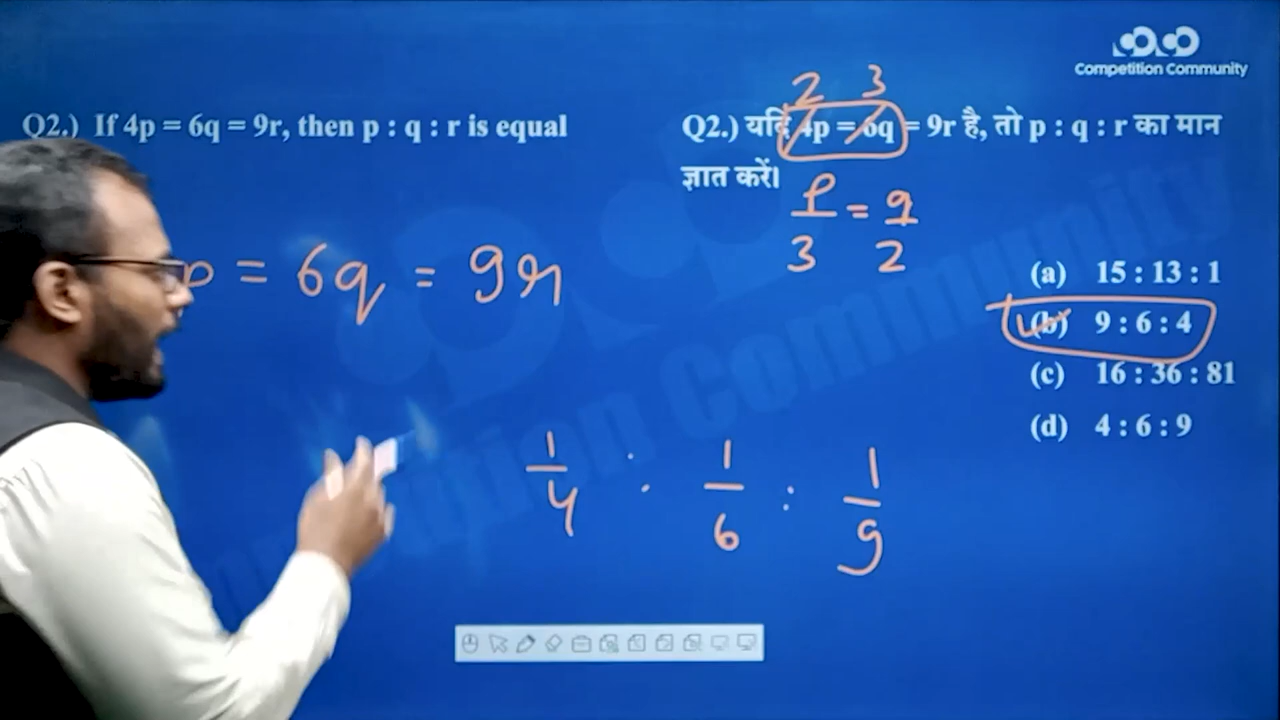 Competition Community
Q2.) If 4p = 6q = 9r, then p : q : r is equal
2 3
Q2.) यदि 4p = 6q = 9r है, तो p : q : r का मान
ज्ञात करें।
p/3 = q/2
p = 6q = 9r
(a) 15 : 13 : 1
(b) 9 : 6 : 4
(c) 16 : 36 : 81
(d) 4 : 6 : 9
1/4 : 1/6 : 1/9